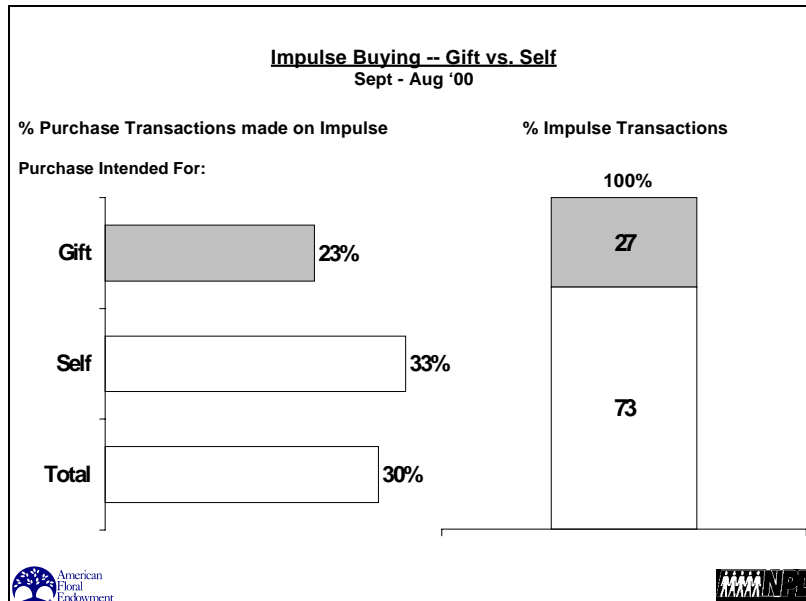 Impulse Buying -- Gift vs. Self
Sept - Aug ‘00
% Purchase Transactions made on Impulse
Purchase Intended For:
Gift
23%
Self
33%
Total
30%
% Impulse Transactions
100%
27
73
American
Floral
Endowment
NPD